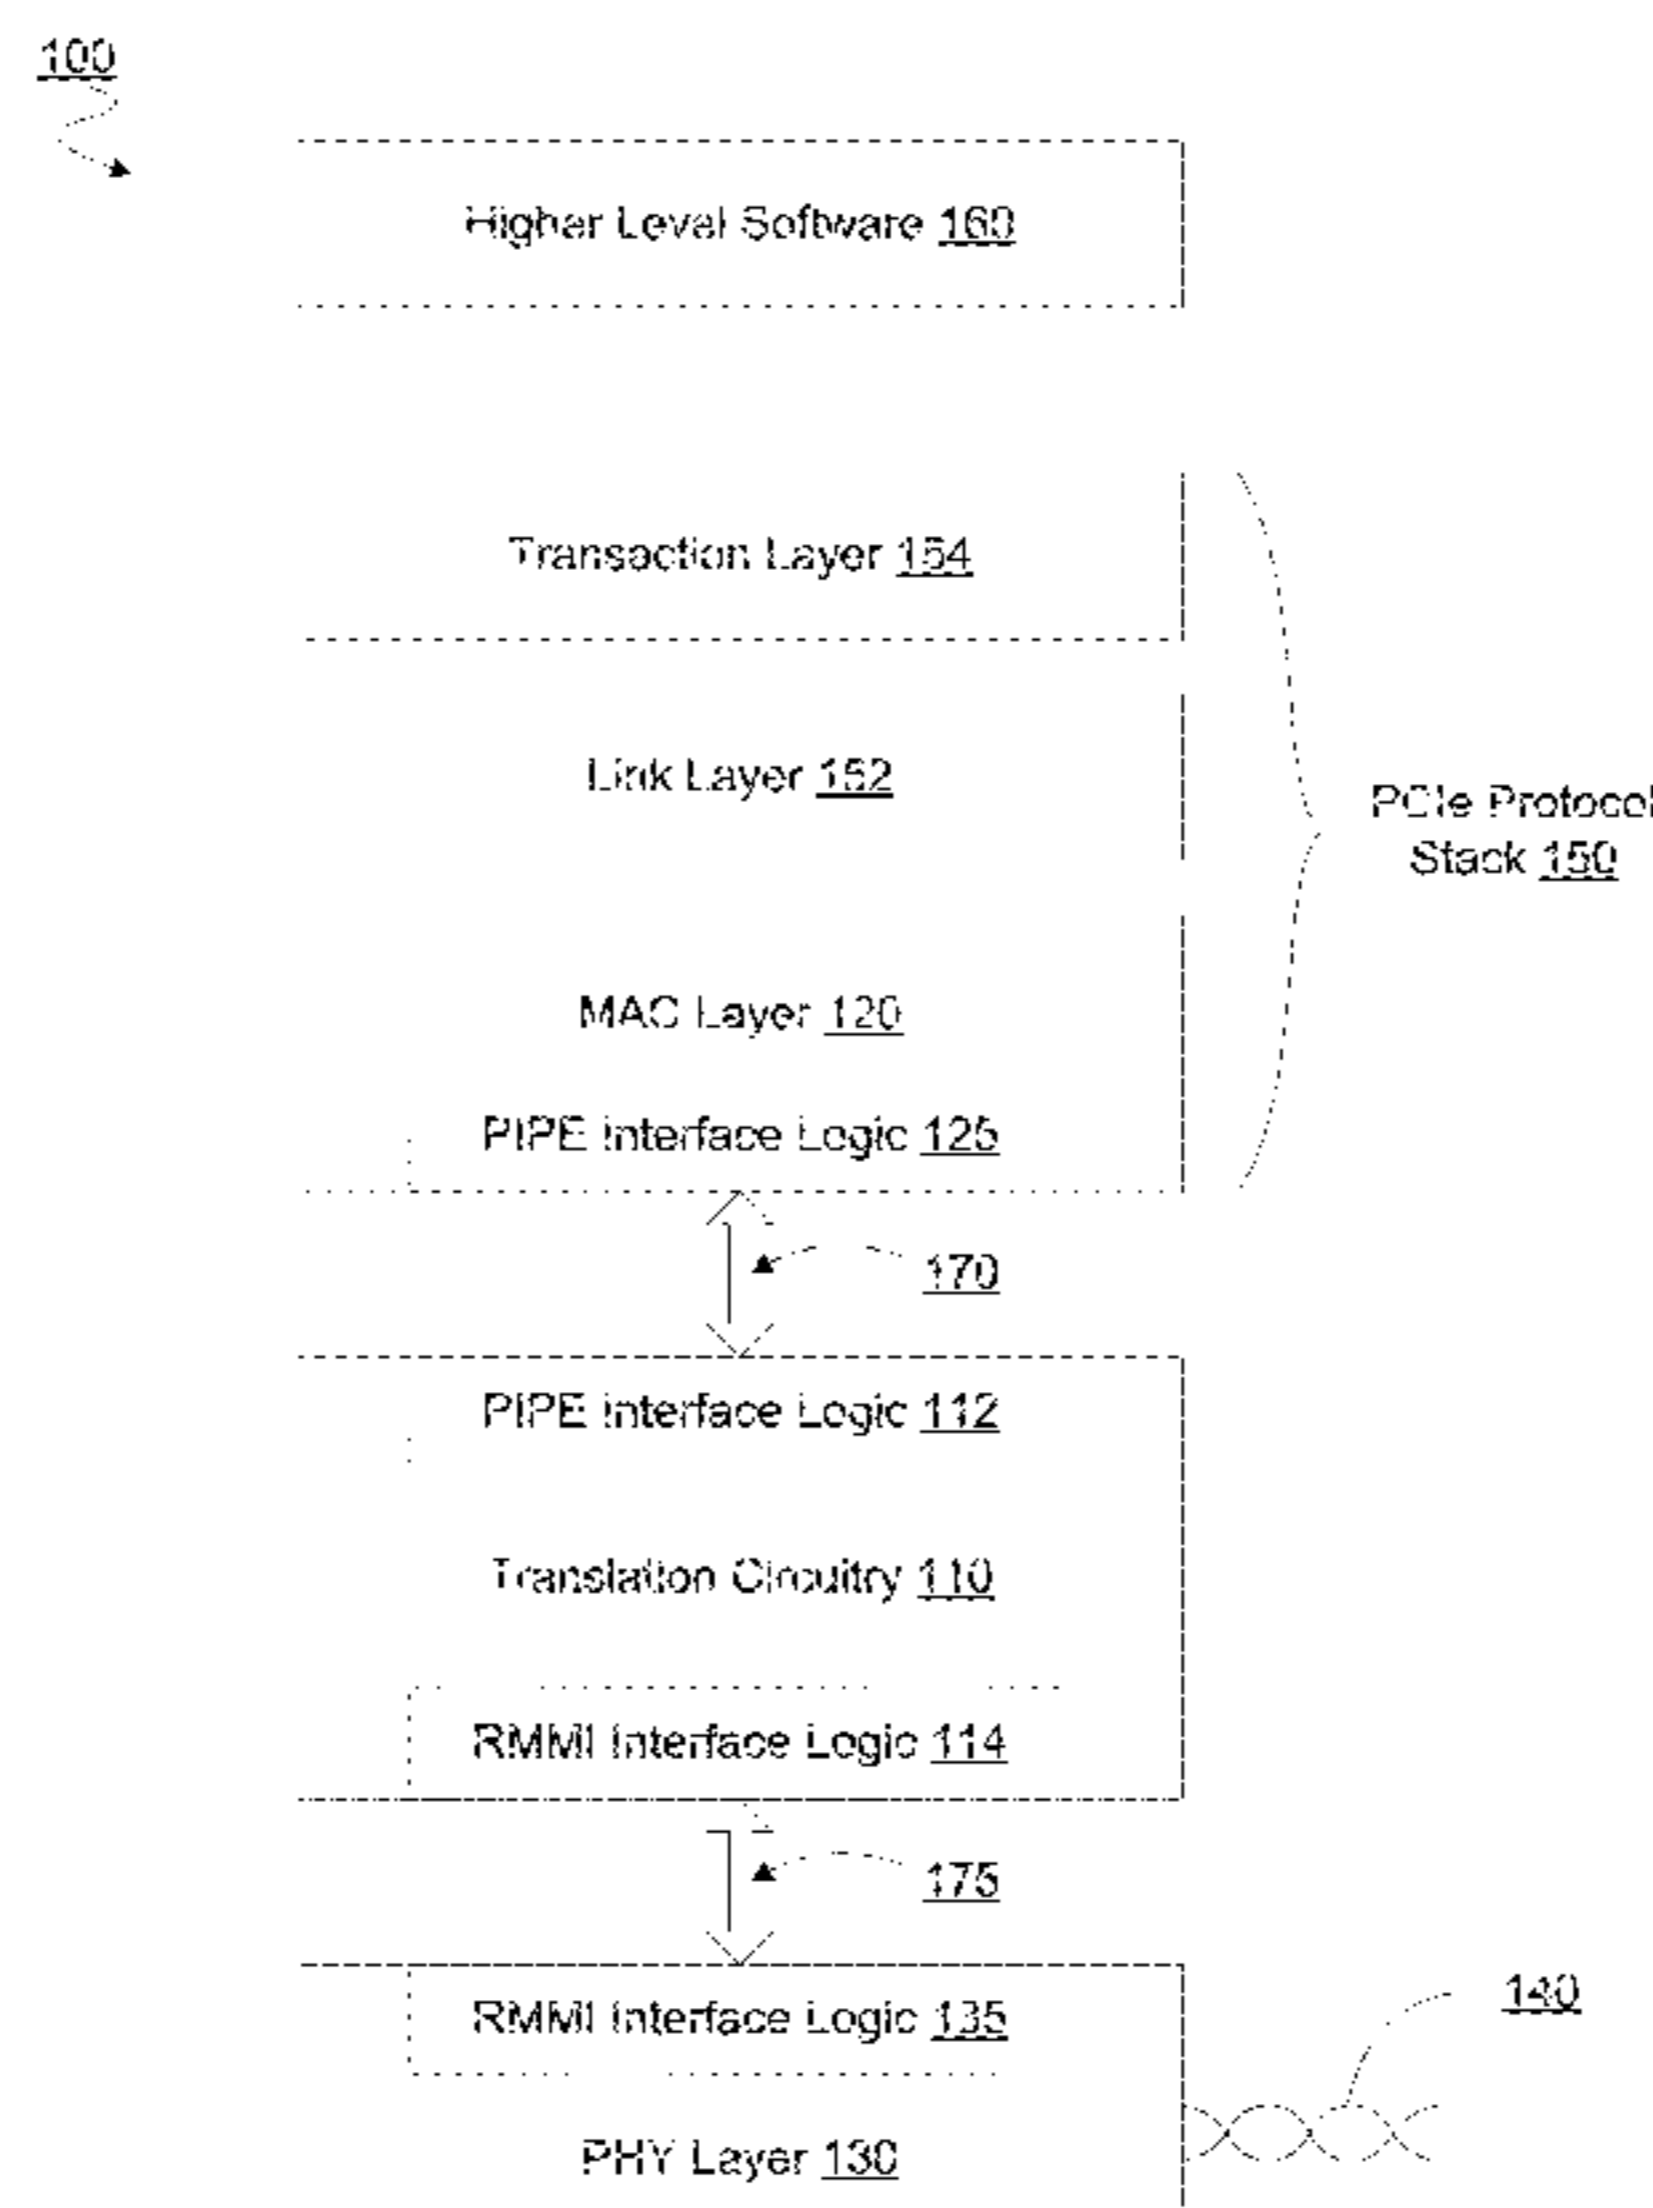 100
Higher Level Software 160
Transaction Layer 154
Link Layer 152
PCIe Protocol
Stack 150
MAC Layer 120
PIPE Interface Logic 125
170
PIPE Interface Logic 112
Translation Circuitry 110
RMMI Interface Logic 114
175
RMMI Interface Logic 135
140
PHY Layer 130